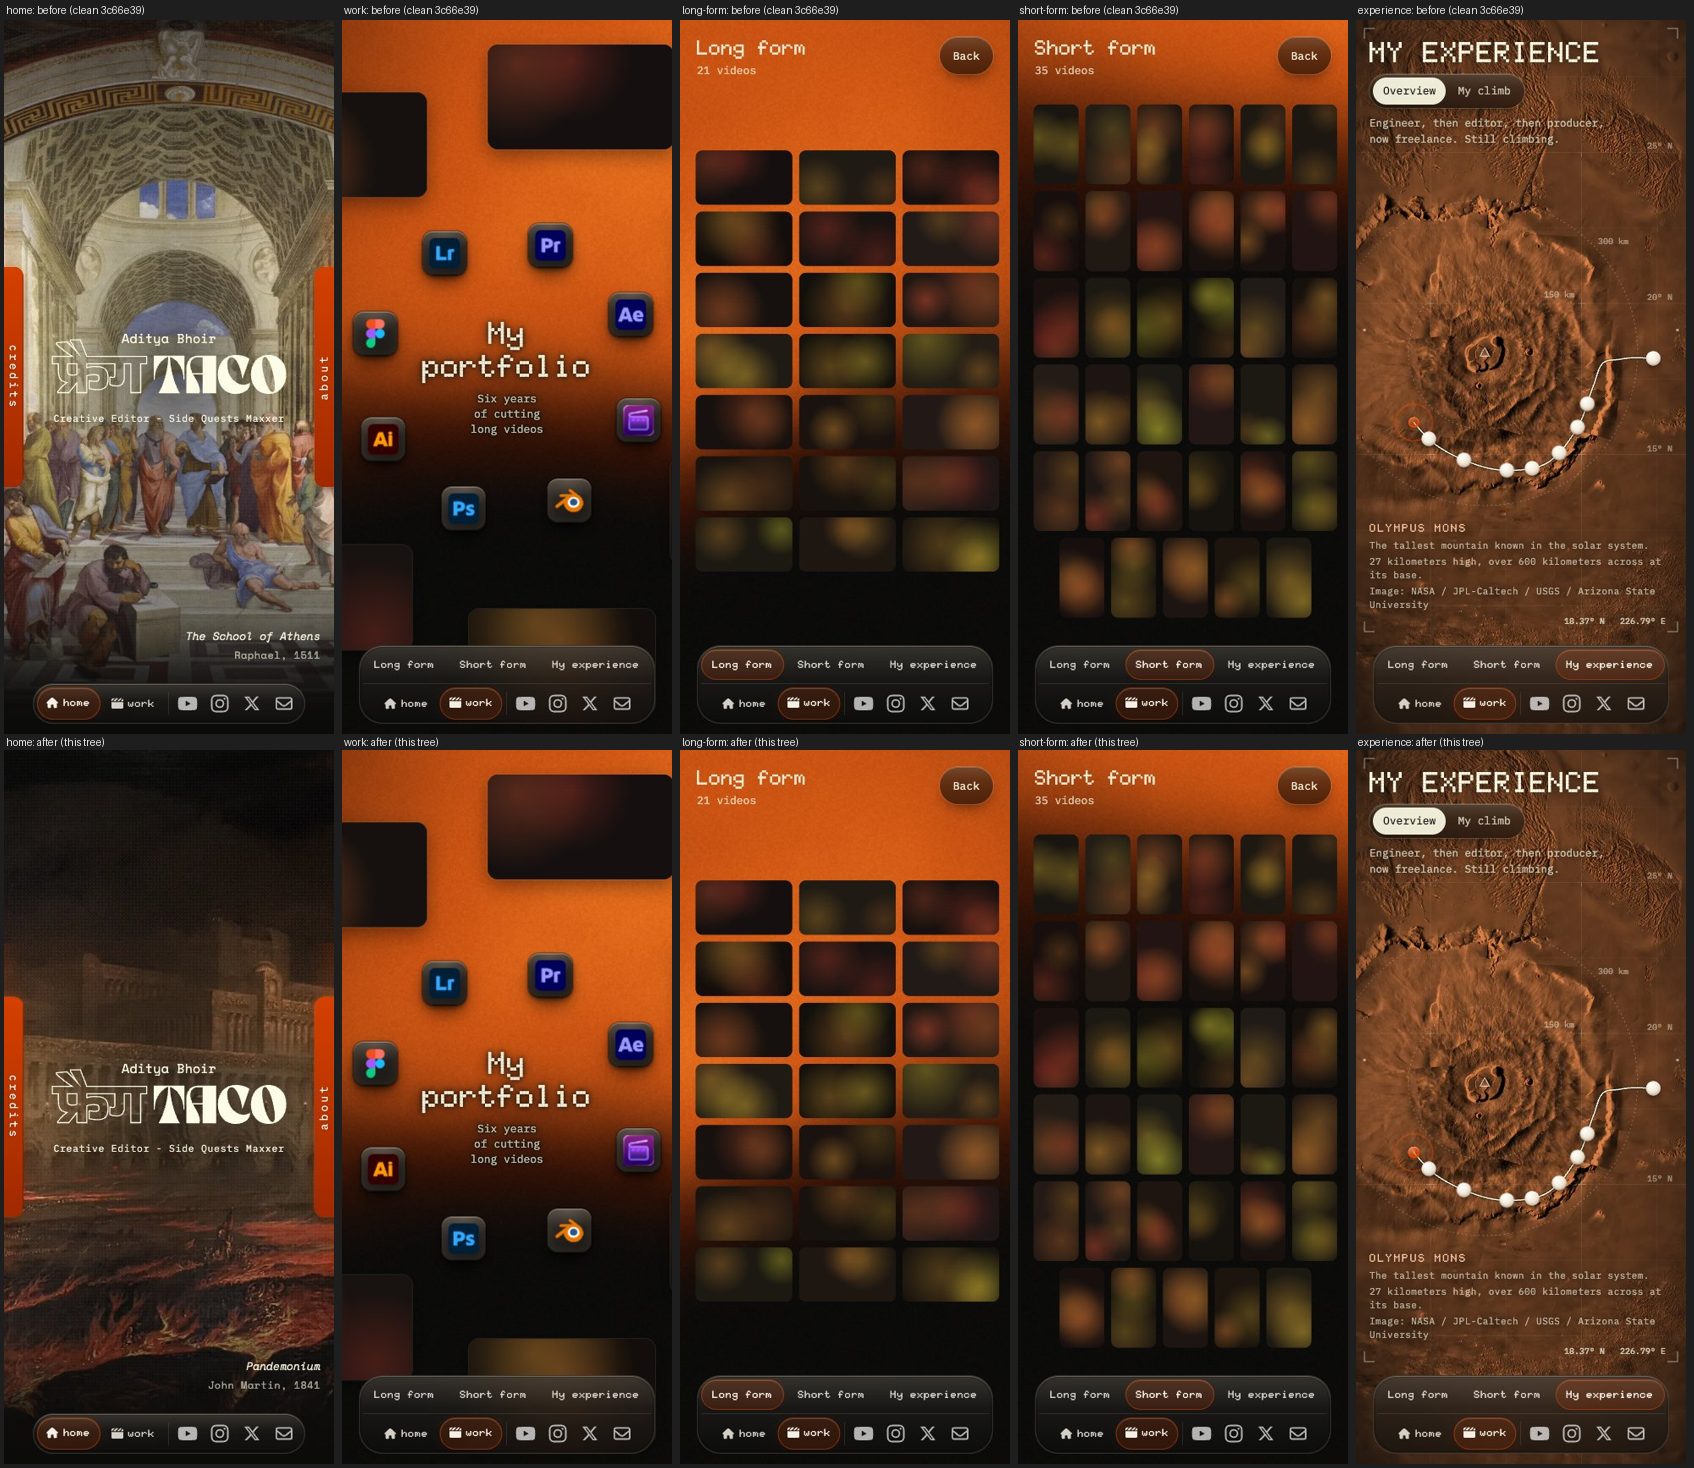 home: before (clean 3c66e39)
Aditya Bhoir
फ्रेंग TACO
Creative Editor - Side Quests Maxxer
credits
about
The School of Athens
Raphael, 1511
home
work
work: before (clean 3c66e39)
Lr
Pr
Ae
Ai
Ps
My
portfolio
Six years
of cutting
long videos
Long form
Short form
My experience
home
work
long-form: before (clean 3c66e39)
Long form
21 videos
Back
Long form
Short form
My experience
home
work
short-form: before (clean 3c66e39)
Short form
35 videos
Back
Long form
Short form
My experience
home
work
experience: before (clean 3c66e39)
MY EXPERIENCE
Overview
My climb
Engineer, then editor, then producer,
now freelance. Still climbing.
25° N
300 km
20° N
150 km
15° N
OLYMPUS MONS
The tallest mountain known in the solar system.
27 kilometers high, over 600 kilometers across at
its base.
Image: NASA / JPL-Caltech / USGS / Arizona State
University
18.37° N 226.79° E
Long form
Short form
My experience
home
work
home: after (this tree)
Aditya Bhoir
TACO
Creative Editor - Side Quests Maxxer
credits
about
Pandemonium
John Martin, 1841
home
work
work: after (this tree)
Lr
Pr
Ae
Ai
Ps
My
portfolio
Six years
of cutting
long videos
Long form
Short form
My experience
home
work
long-form: after (this tree)
Long form
21 videos
Back
Long form
Short form
My experience
home
work
short-form: after (this tree)
Short form
35 videos
Back
Long form
Short form
My experience
home
work
experience: after (this tree)
MY EXPERIENCE
Overview
My climb
Engineer, then editor, then producer,
now freelance. Still climbing.
25° N
300 km
20° N
150 km
15° N
OLYMPUS MONS
The tallest mountain known in the solar system.
27 kilometers high, over 600 kilometers across at
its base.
Image: NASA / JPL-Caltech / USGS / Arizona State
University
18.37° N 226.79° E
Long form
Short form
My experience
home
work